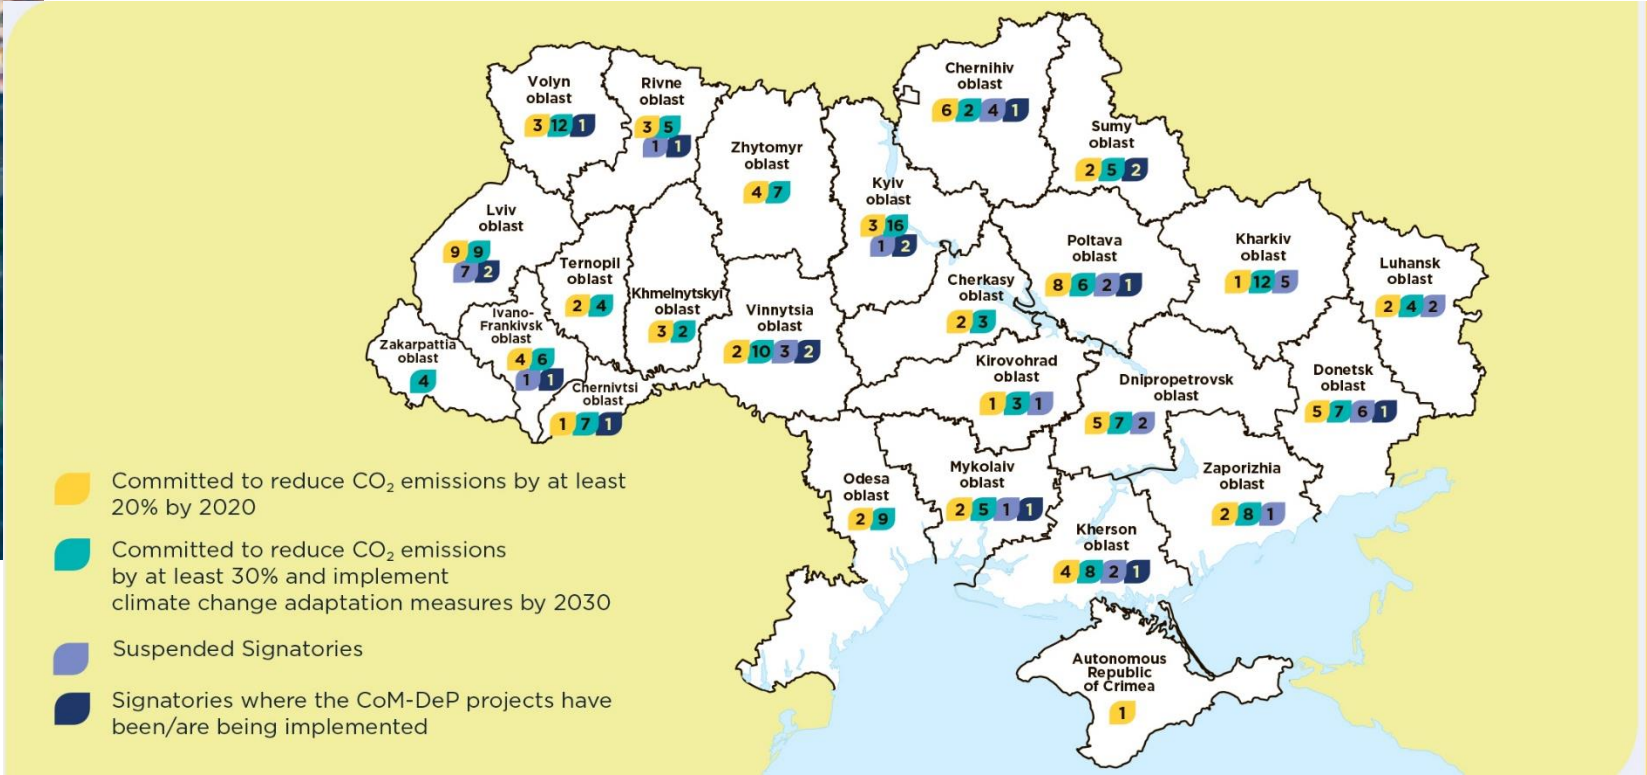 Volyn
oblast
3 12 1
Rivne
oblast
3 5
1 1
Zhytomyr
oblast
4 7
Kyiv
oblast
3 16
1 2
Chernihiv
oblast
6 2 4 1
Sumy
oblast
2 5 2
Lviv
oblast
9 9
7 2
Ternopil
oblast
2 4
Khmelnytskyi
oblast
3 2
Vinnytsia
oblast
2 10 3 2
Cherkasy
oblast
2 3
Poltava
oblast
8 6 2 1
Kharkiv
oblast
1 12 5
Luhansk
oblast
2 4 2
Zakarpattia
oblast
4
Ivano-
Frankivsk
oblast
4 6
1 1
Chernivtsi
oblast
1 7 1
Kirovohrad
oblast
1 3 1
Dnipropetrovsk
oblast
5 7 2
Donetsk
oblast
5 7 6 1
Odesa
oblast
2 9
Mykolaiv
oblast
2 5 1 1
Kherson
oblast
4 8 2 1
Zaporizhia
oblast
2 8 1
Autonomous
Republic
of Crimea
1
Committed to reduce CO₂ emissions by at least
20% by 2020
Committed to reduce CO₂ emissions
by at least 30% and implement
climate change adaptation measures by 2030
Suspended Signatories
Signatories where the CoM-DeP projects have
been/are being implemented